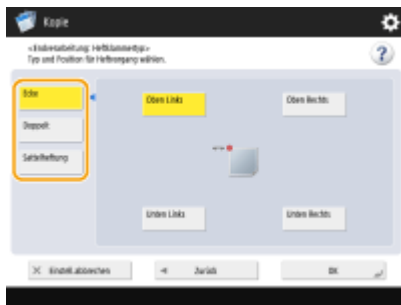 Kopie
<Endverarbeitung: Heftklammertyp>
Typ und Position für Heftvorgang wählen.
Ecke
Oben Links
Oben Rechts
Doppelt
Sattelheftung
Unten Links
Unten Rechts
Einstell. abbrechen
Zurück
OK